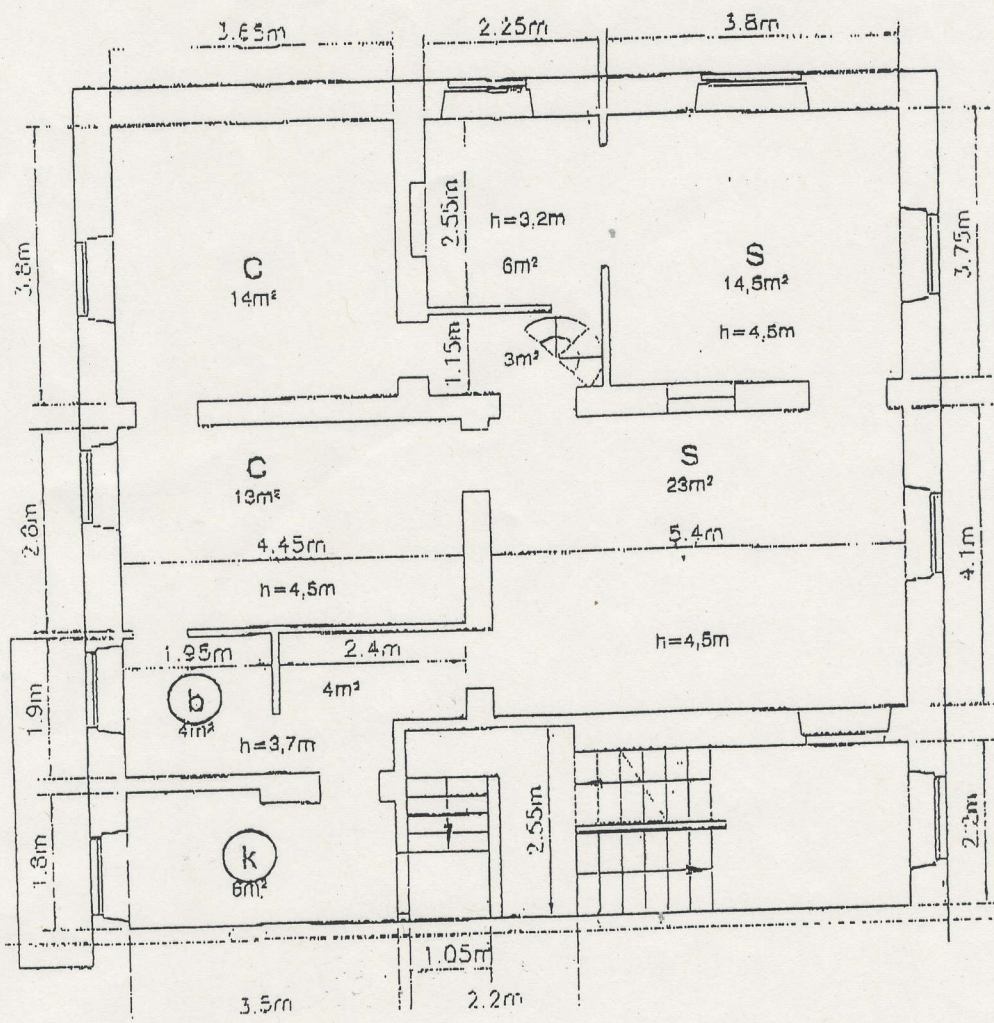 3.65m
2.25m
3.8m
3.8m
2.55m
h=3,2m
6m²
C
14m²
S
14,5m²
h=4,5m
3.75m
1.15m
3m²
C
13m²
S
23m²
2.8m
4.45m
h=4,5m
5.4m
4.1m
h=4,5m
1.95m
2.4m
4m²
1.9m
b
4m²
h=3,7m
2.55m
2.2m
1.8m
k
6m²
1.05m
3.5m
2.2m